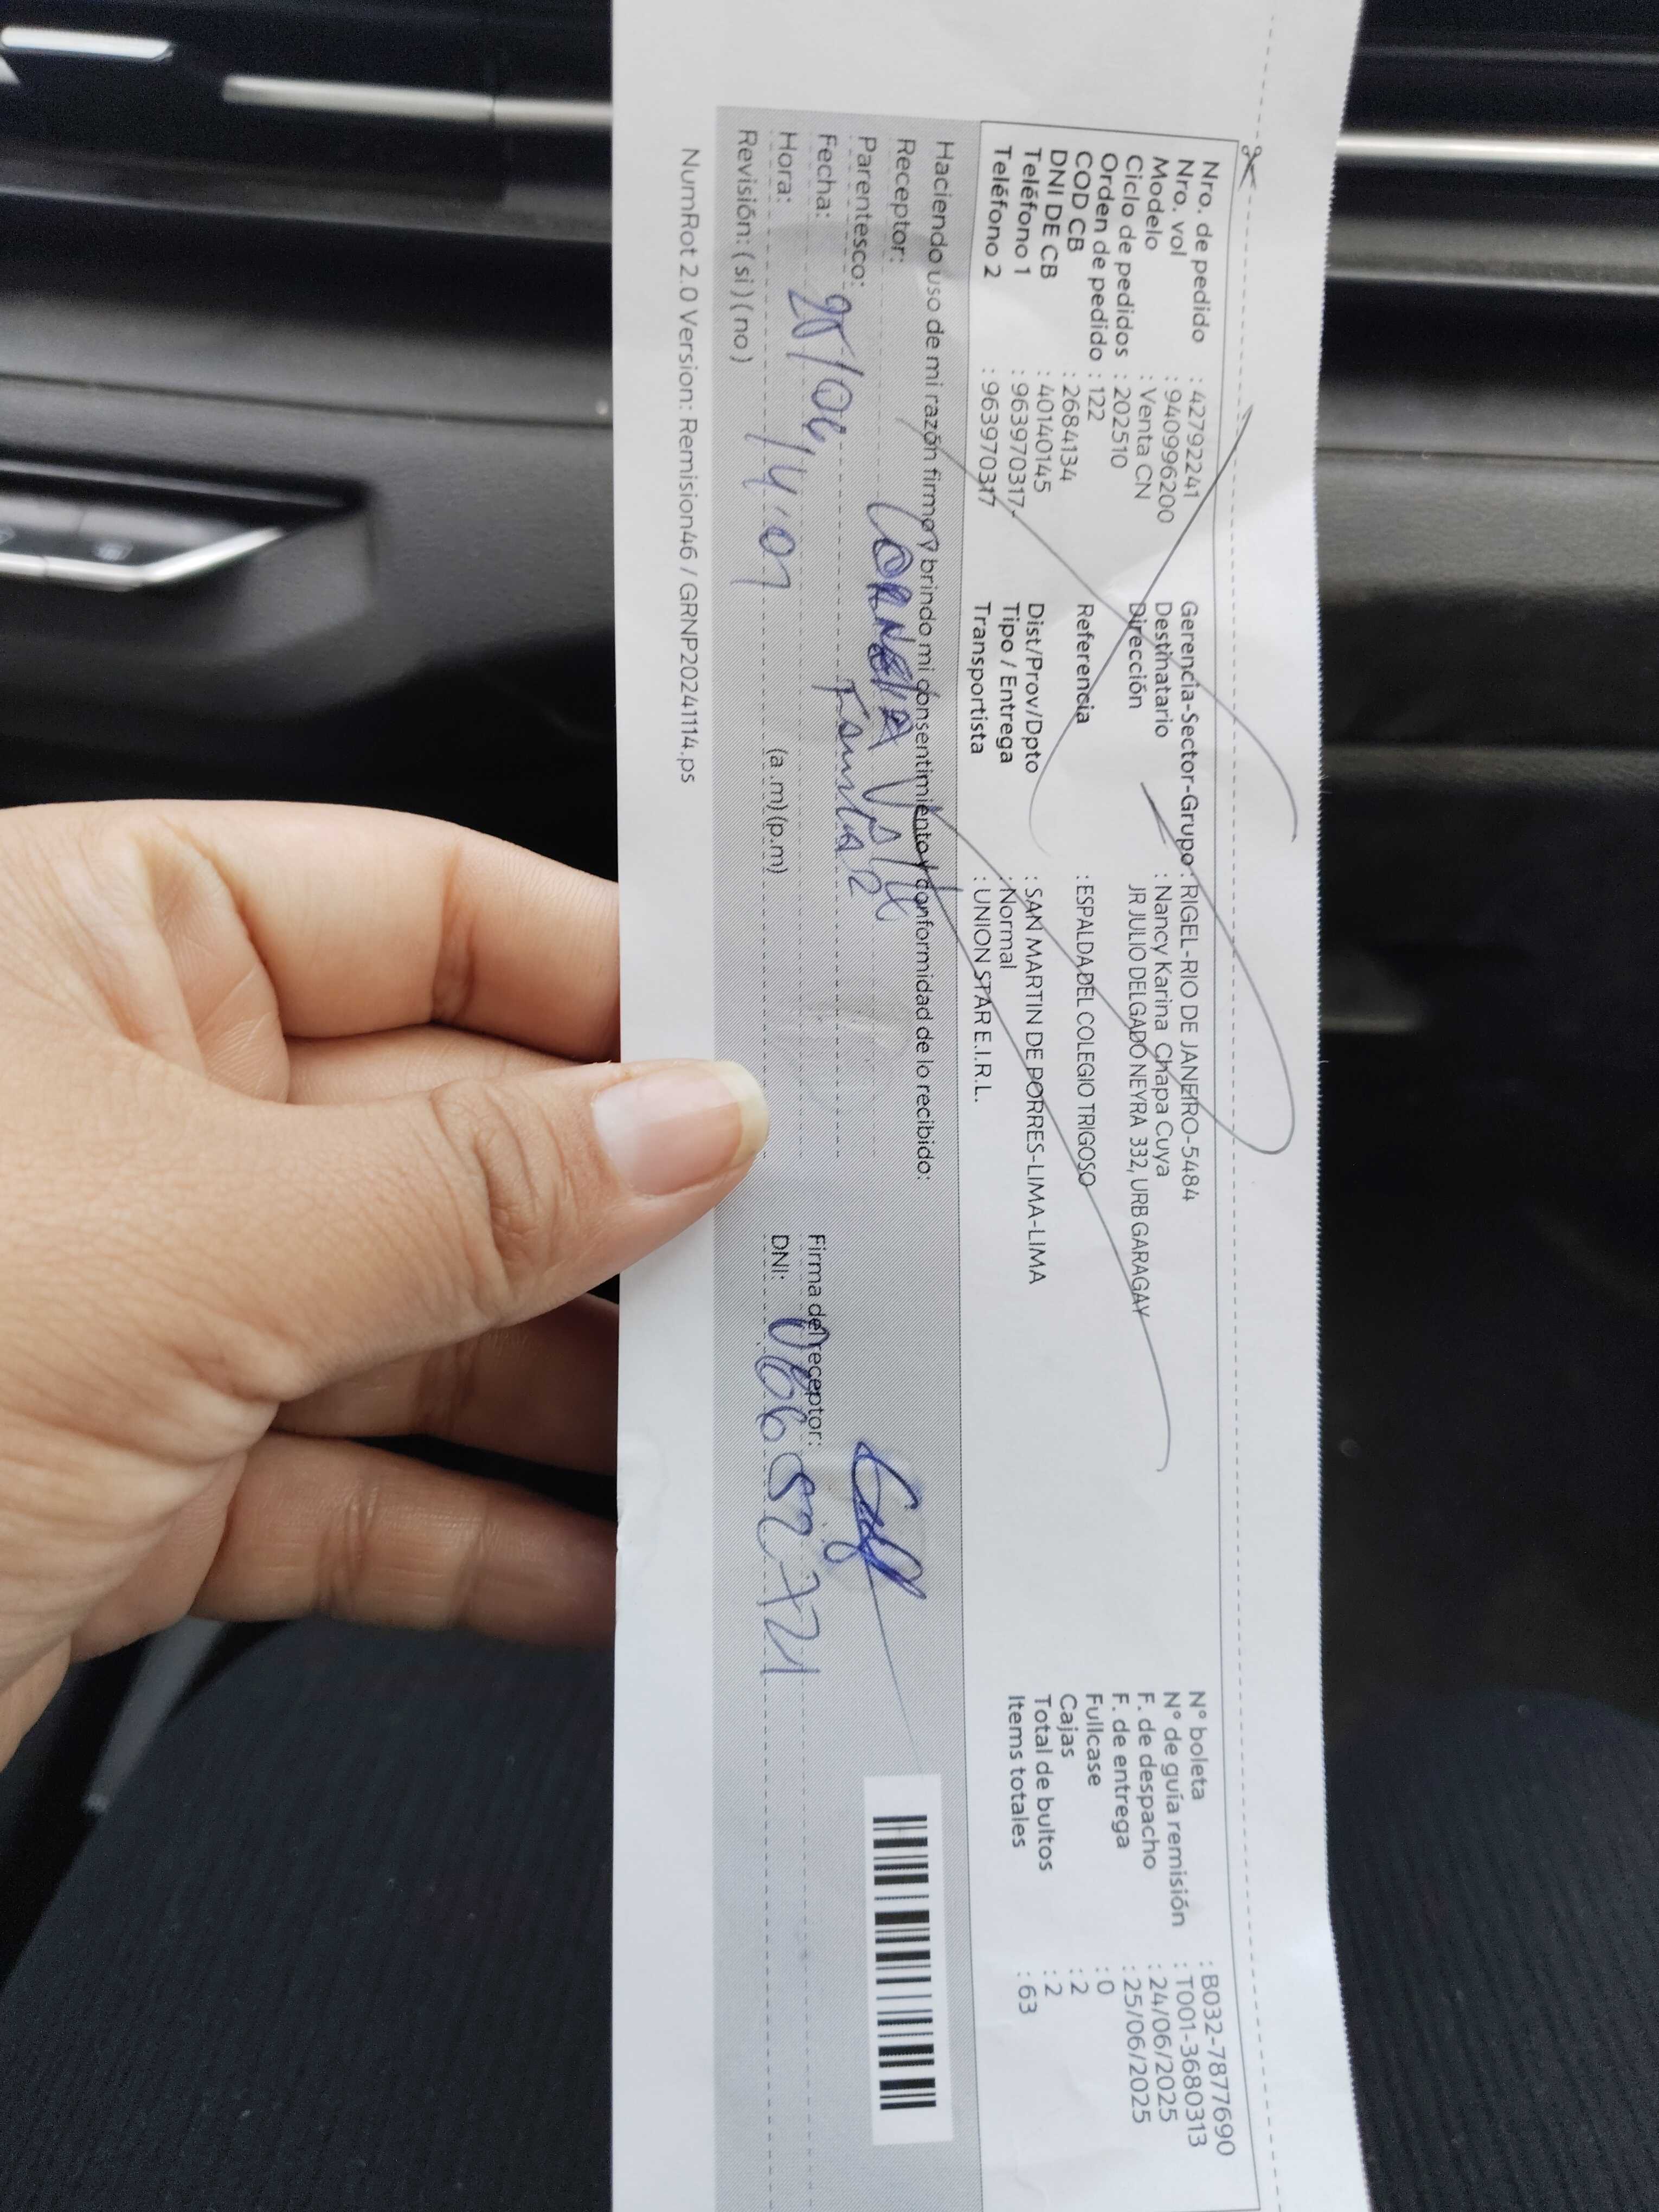 Nro. de pedido : 42792241
Nro. vol : 940996200
Modelo : Venta CN
Ciclo de pedidos : 202510
Orden de pedido : 122
COD CB : 2684134
DNI DE CB : 40140145
Teléfono 1 : 963970317-
Teléfono 2 : 963970317
Gerencia-Sector-Grupo : RIGEL-RIO DE JANEIRO-5484
Destinatario : Nancy Karina Chapa Cuya
Dirección JR JULIO DELGADO NEYRA 332, URB GARAGAY
Referencia : ESPALDA DEL COLEGIO TRIGOSO
Dist/Prov/Dpto : SAN MARTIN DE PORRES-LIMA-LIMA
Tipo / Entrega : Normal
Transportista : UNION STAR E.I.R.L.
N° boleta : B032-7877690
N° de guía remisión : T001-3680313
F. de despacho : 24/06/2025
F. de entrega : 25/06/2025
Fullcase : 0
Cajas : 2
Total de bultos : 2
Items totales : 63
Haciendo uso de mi razón firmo y brindo mi consentimiento y conformidad de lo recibido:
Receptor:
Parentesco:
Fecha: 25/06/
Hora: 14:01 (a.m)(p.m)
Revisión: (si)(no)
Firma del receptor:
DNI:
NumRot 2.0 Version: Remision46 / GRNP20241114.ps